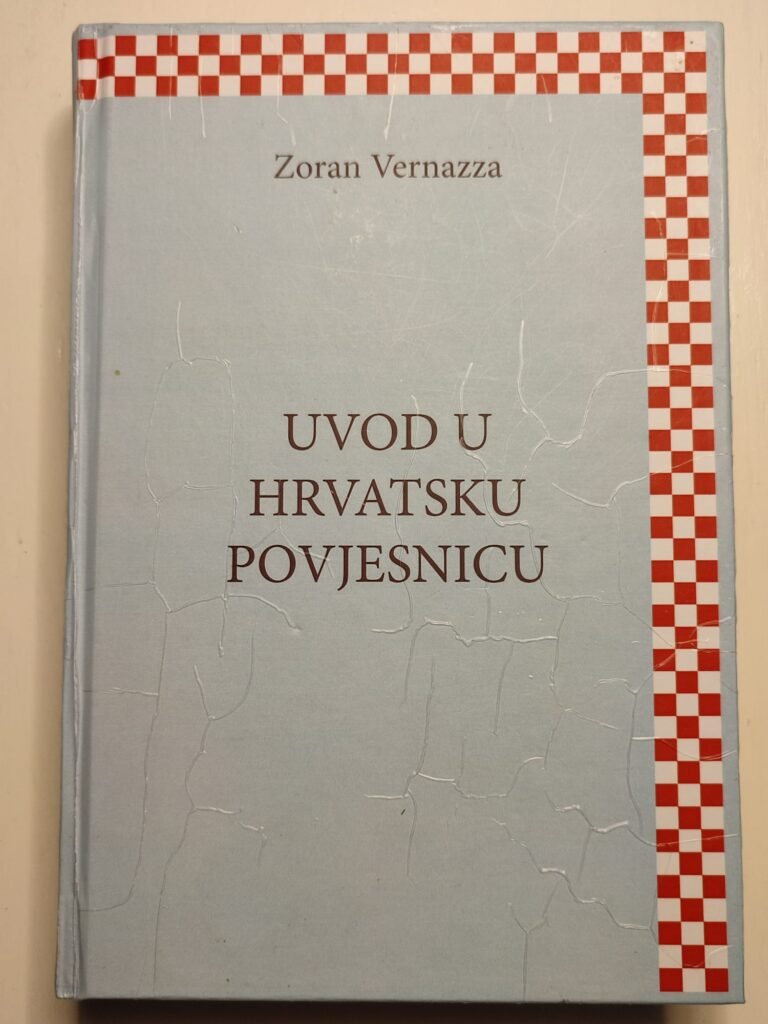 Zoran Vernazza
UVOD U
HRVATSKU
POVJESNICU